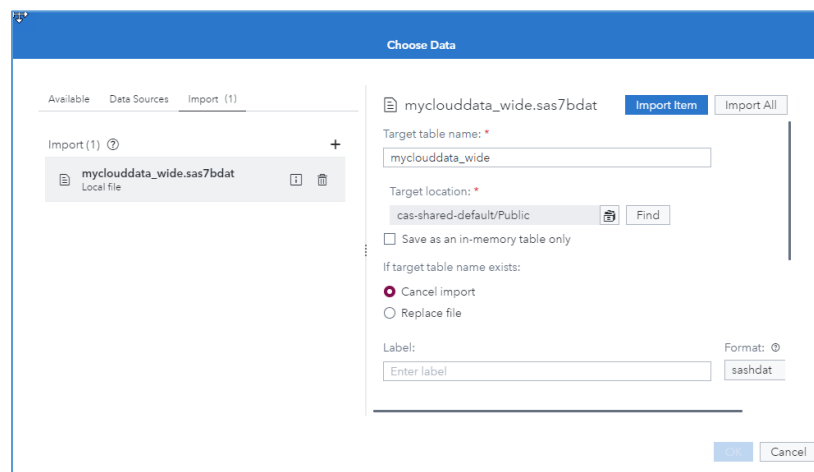 Choose Data
Available Data Sources Import (1)
Import (1)
myclouddata_wide.sas7bdat
Local file
myclouddata_wide.sas7bdat Import Item Import All
Target table name: *
myclouddata_wide
Target location: *
cas-shared-default/Public Find
Save as an in-memory table only
If target table name exists:
Cancel import
Replace file
Label: Format:
Enter label sashdat
OK Cancel